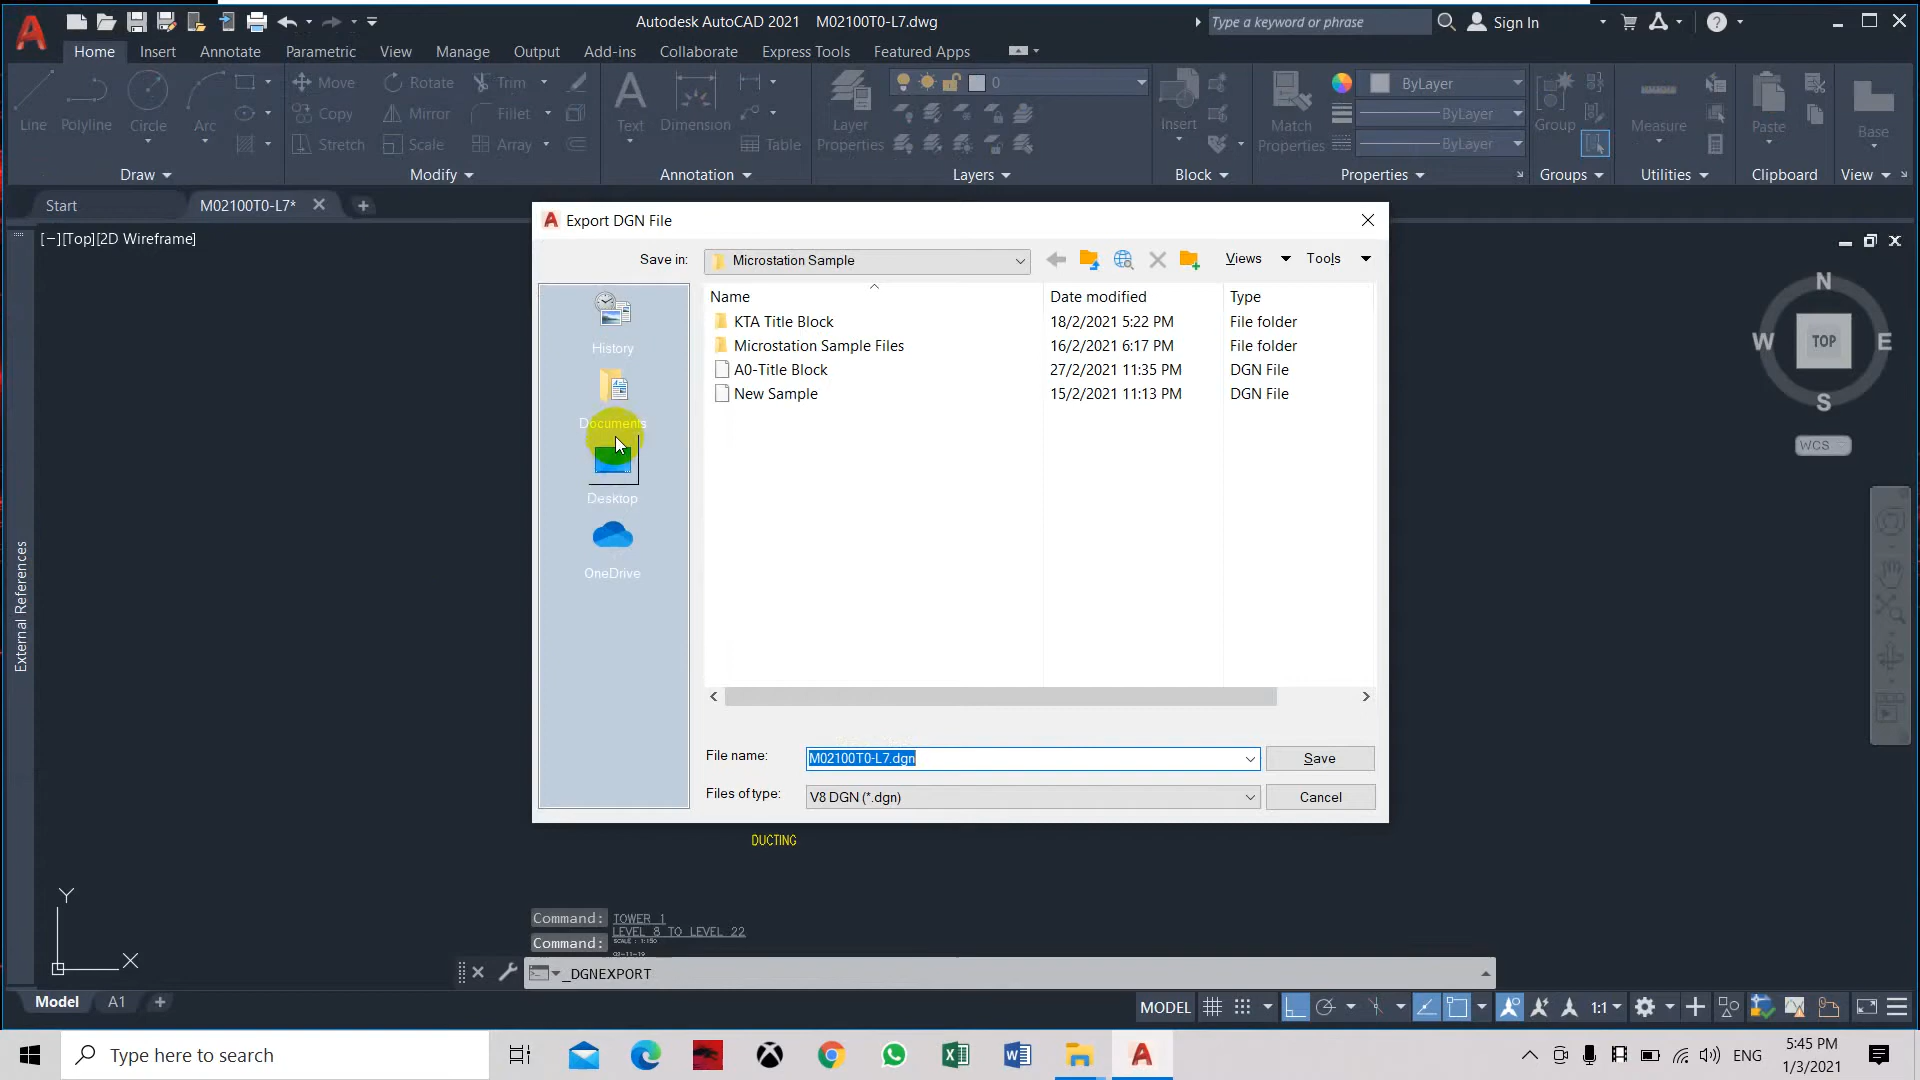 Autodesk AutoCAD 2021 M02100T0-L7.dwg
Type a keyword or phrase
Sign In
Home Insert Annotate Parametric View Manage Output Add-ins Collaborate Express Tools Featured Apps
Line Polyline Circle Arc
Move Rotate Trim
Copy Mirror Fillet
Stretch Scale Array
Text Dimension Table
Layer Properties
0
Insert
Match Properties
ByLayer
ByLayer
ByLayer
Group
Measure
Paste
Base
Draw Modify Annotation Layers Block Properties Groups Utilities Clipboard View
Start M02100T0-L7*
[−][Top][2D Wireframe]
Export DGN File
Save in: Microstation Sample
Views Tools
Name Date modified Type
KTA Title Block 18/2/2021 5:22 PM File folder
Microstation Sample Files 16/2/2021 6:17 PM File folder
A0-Title Block 27/2/2021 11:35 PM DGN File
New Sample 15/2/2021 11:13 PM DGN File
History
Documents
Desktop
OneDrive
File name: M02100T0-L7.dgn Save
Files of type: V8 DGN (*.dgn) Cancel
N
W TOP E
S
WCS
External References
DUCTING
Y
X
Command:
Command:
TOWER 1
LEVEL 8 TO LEVEL 22
SCALE : 1:150
_DGNEXPORT
Model A1
MODEL 1:1
Type here to search
ENG
5:45 PM
1/3/2021